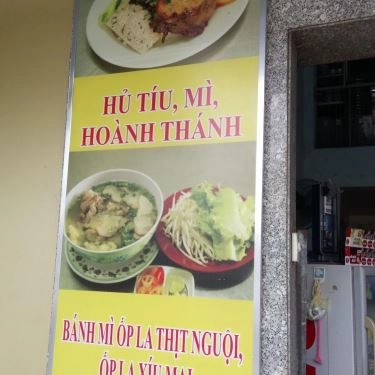 HỦ TÍU, MÌ,
HOÀNH THÁNH
BÁNH MÌ ỐP LA THỊT NGUỘI,
ỐP LA XÍU MẠI